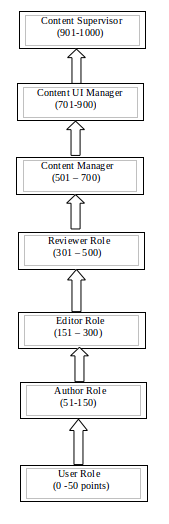 Content Supervisor
(901-1000)
Content UI Manager
(701-900)
Content Manager
(501 – 700)
Reviewer Role
(301 – 500)
Editor Role
(151 – 300)
Author Role
(51-150)
User Role
(0 -50 points)